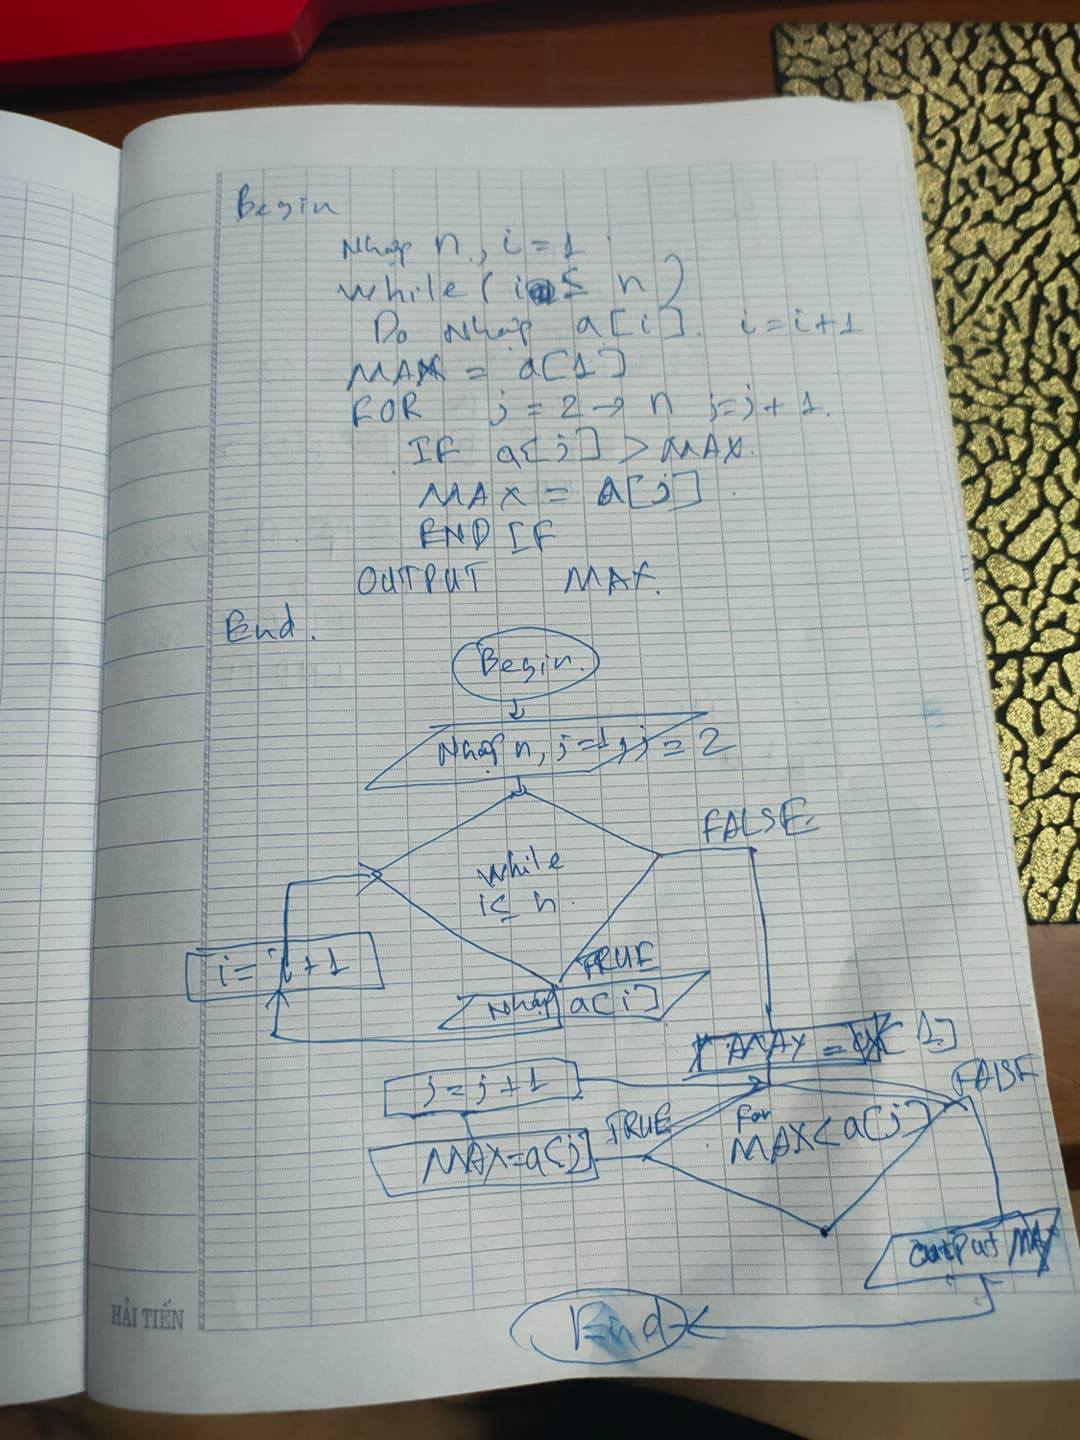 Begin
Nhập n, i = 1
While ( i ≤ n )
Do Nhập a[i]. i = i + 1
MAX = a[1]
FOR j = 2 → n j = j + 1.
IF a[j] > MAX.
MAX = a[j]
END IF
OUTPUT MAX.
End.
Begin.
Nhập n, i=1, j = 2
FALSE.
While
i ≤ n.
TRUE
i = i + 1
Nhập a[i]
MAX = a[1]
j = j + 1
FALSE
TRUE
For
MAX < a[j]
MAX = a[j]
Output MAX
HẢI TIẾN
End